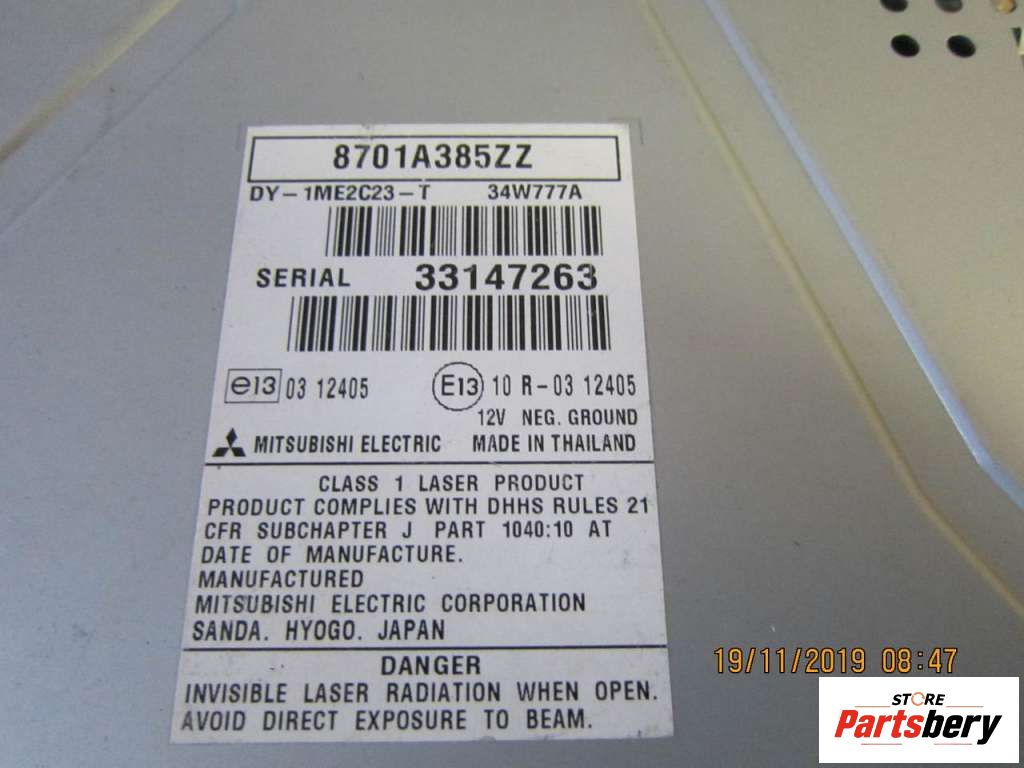 8701A385ZZ
DY-1ME2C23-T 34W777A
SERIAL 33147263
e13 03 12405 E13 10 R-03 12405
12V NEG. GROUND
MITSUBISHI ELECTRIC MADE IN THAILAND
CLASS 1 LASER PRODUCT
PRODUCT COMPLIES WITH DHHS RULES 21
CFR SUBCHAPTER J PART 1040:10 AT
DATE OF MANUFACTURE.
MANUFACTURED
MITSUBISHI ELECTRIC CORPORATION
SANDA. HYOGO. JAPAN
DANGER
INVISIBLE LASER RADIATION WHEN OPEN.
AVOID DIRECT EXPOSURE TO BEAM.
19/11/2019 08:47
STORE
Partsbery